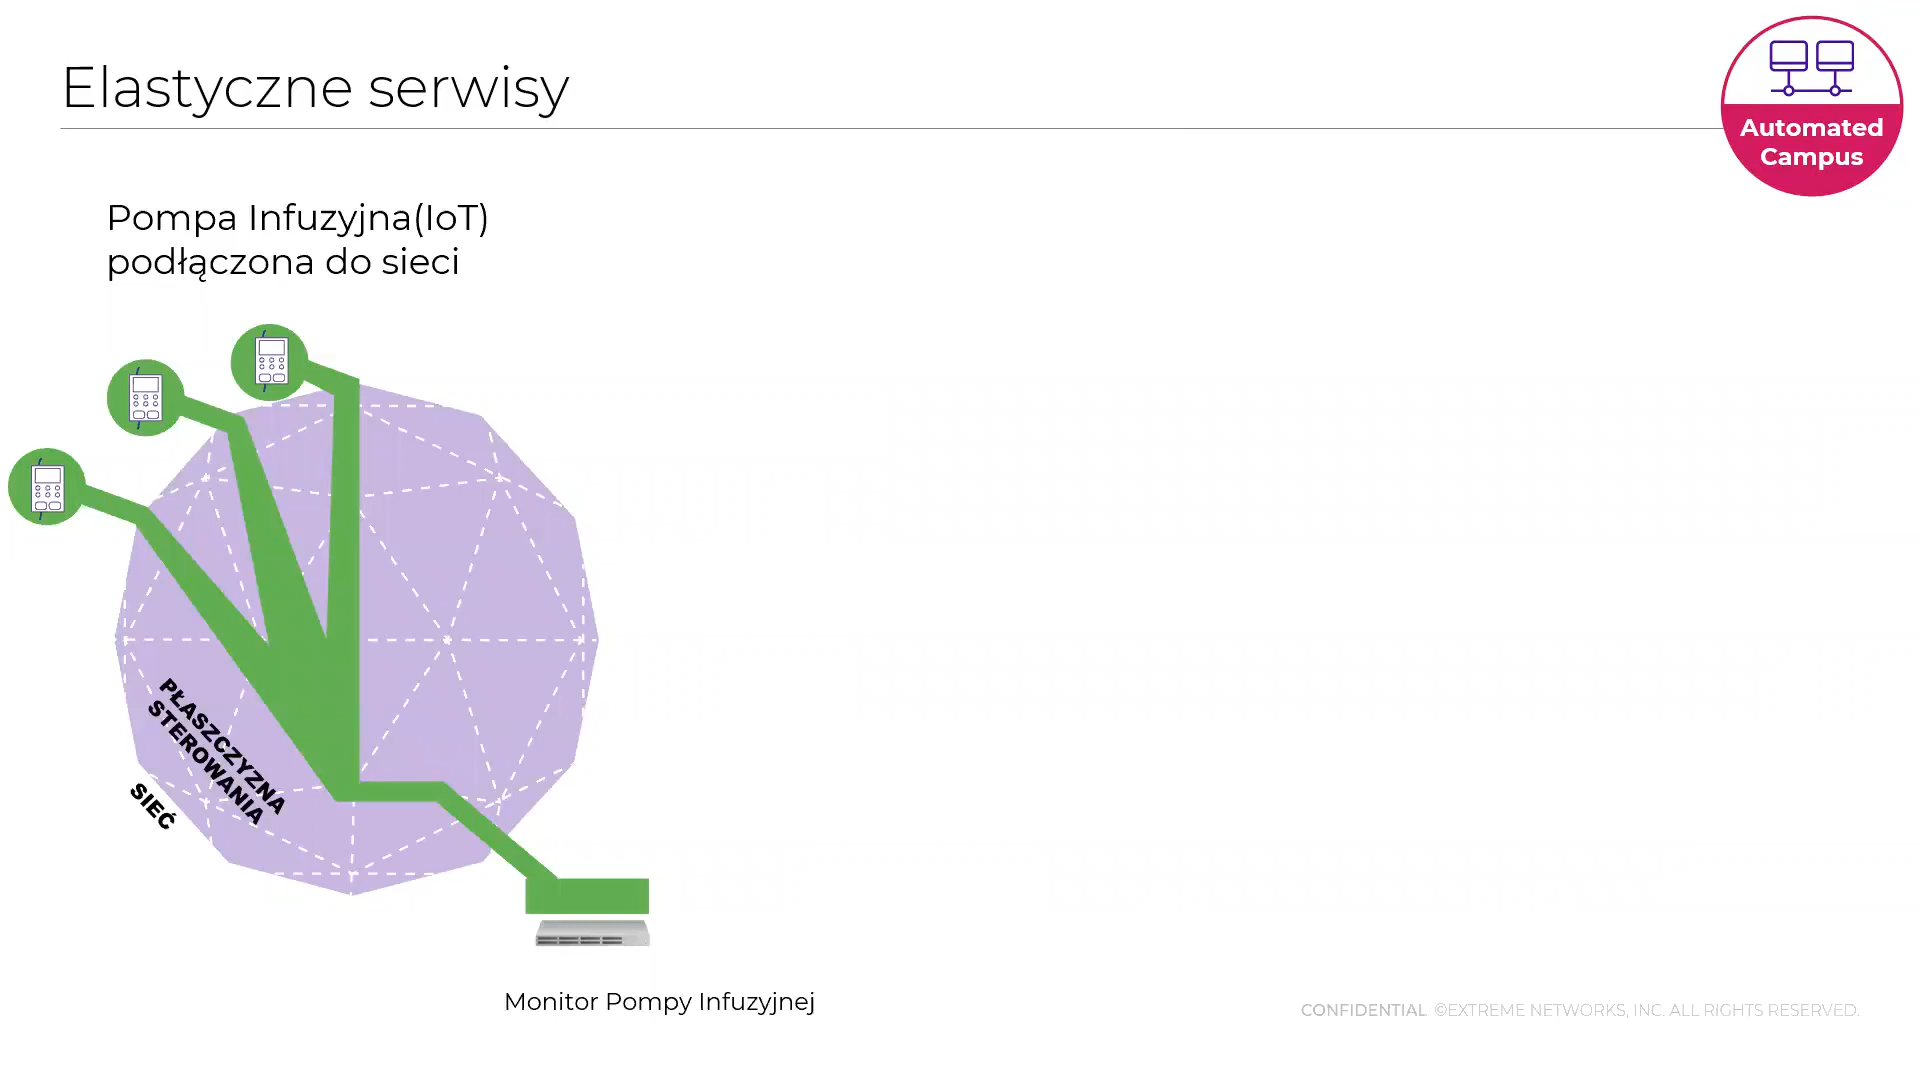 Elastyczne serwisy
Automated
Campus
Pompa Infuzyjna(IoT)
podłączona do sieci
PŁASZCZYZNA
STEROWANIA
SIEĆ
Monitor Pompy Infuzyjnej
CONFIDENTIAL ©EXTREME NETWORKS, INC. ALL RIGHTS RESERVED.